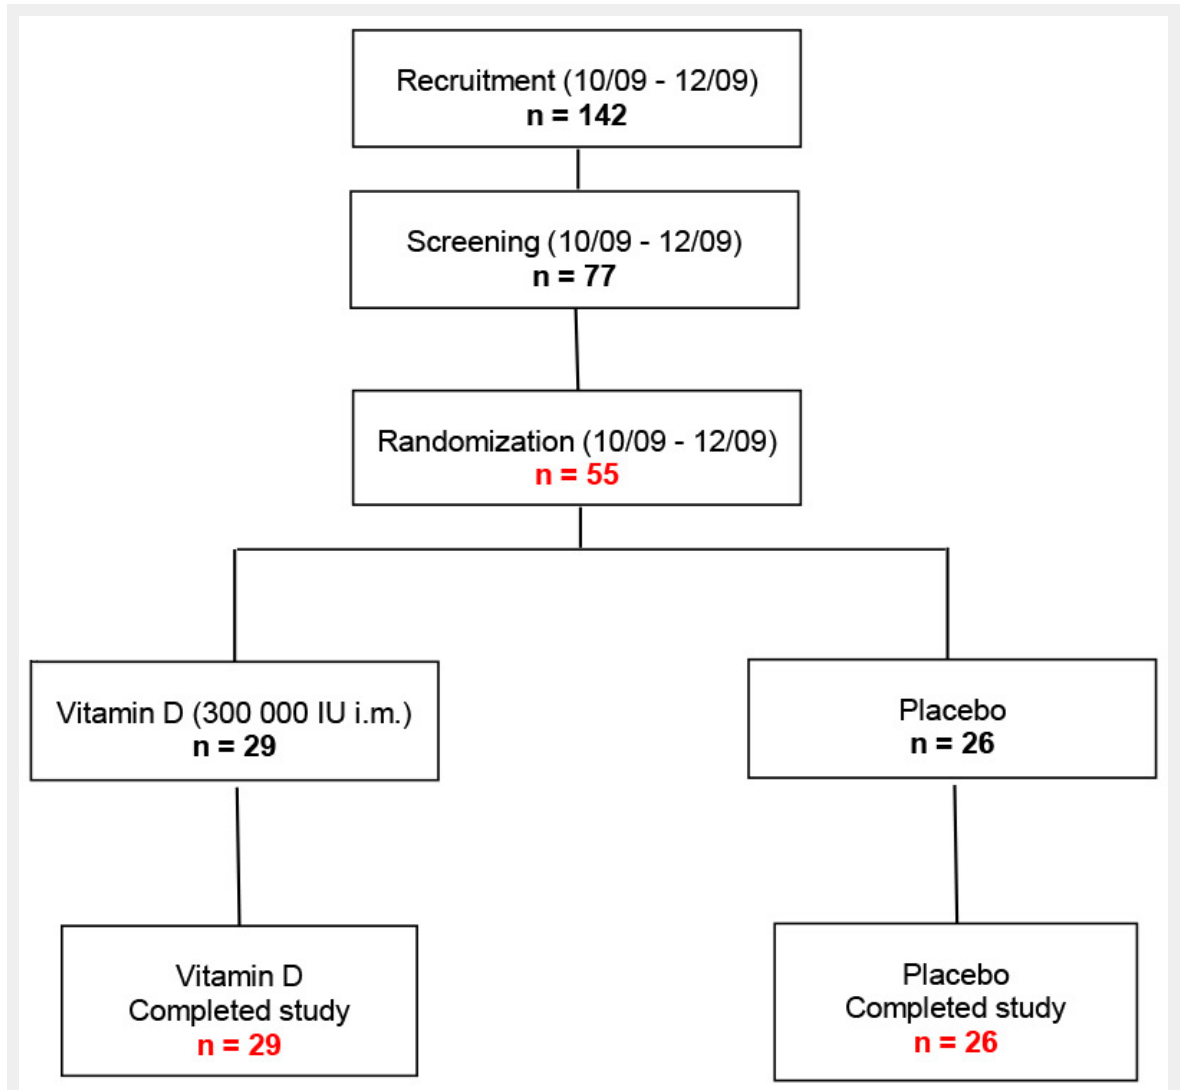 Recruitment (10/09 - 12/09)
n = 142
Screening (10/09 - 12/09)
n = 77
Randomization (10/09 - 12/09)
n = 55
Vitamin D (300 000 IU i.m.)
n = 29
Placebo
n = 26
Vitamin D
Completed study
n = 29
Placebo
Completed study
n = 26